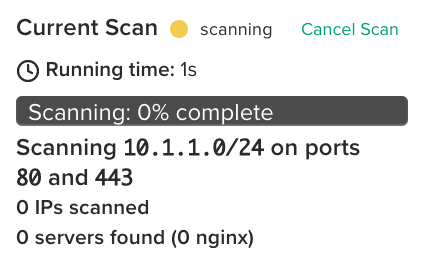 Current Scan scanning Cancel Scan
Running time: 1s
Scanning: 0% complete
Scanning 10.1.1.0/24 on ports
80 and 443
0 IPs scanned
0 servers found (0 nginx)